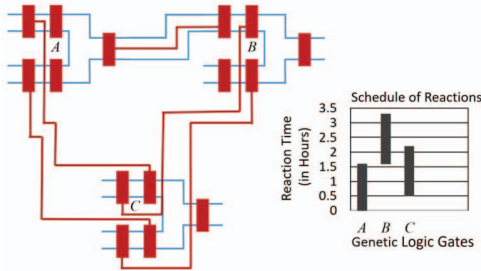 A
B
C
Schedule of Reactions
Reaction Time
(in Hours)
3.5
3
2.5
2
1.5
1
0.5
0
A B C
Genetic Logic Gates